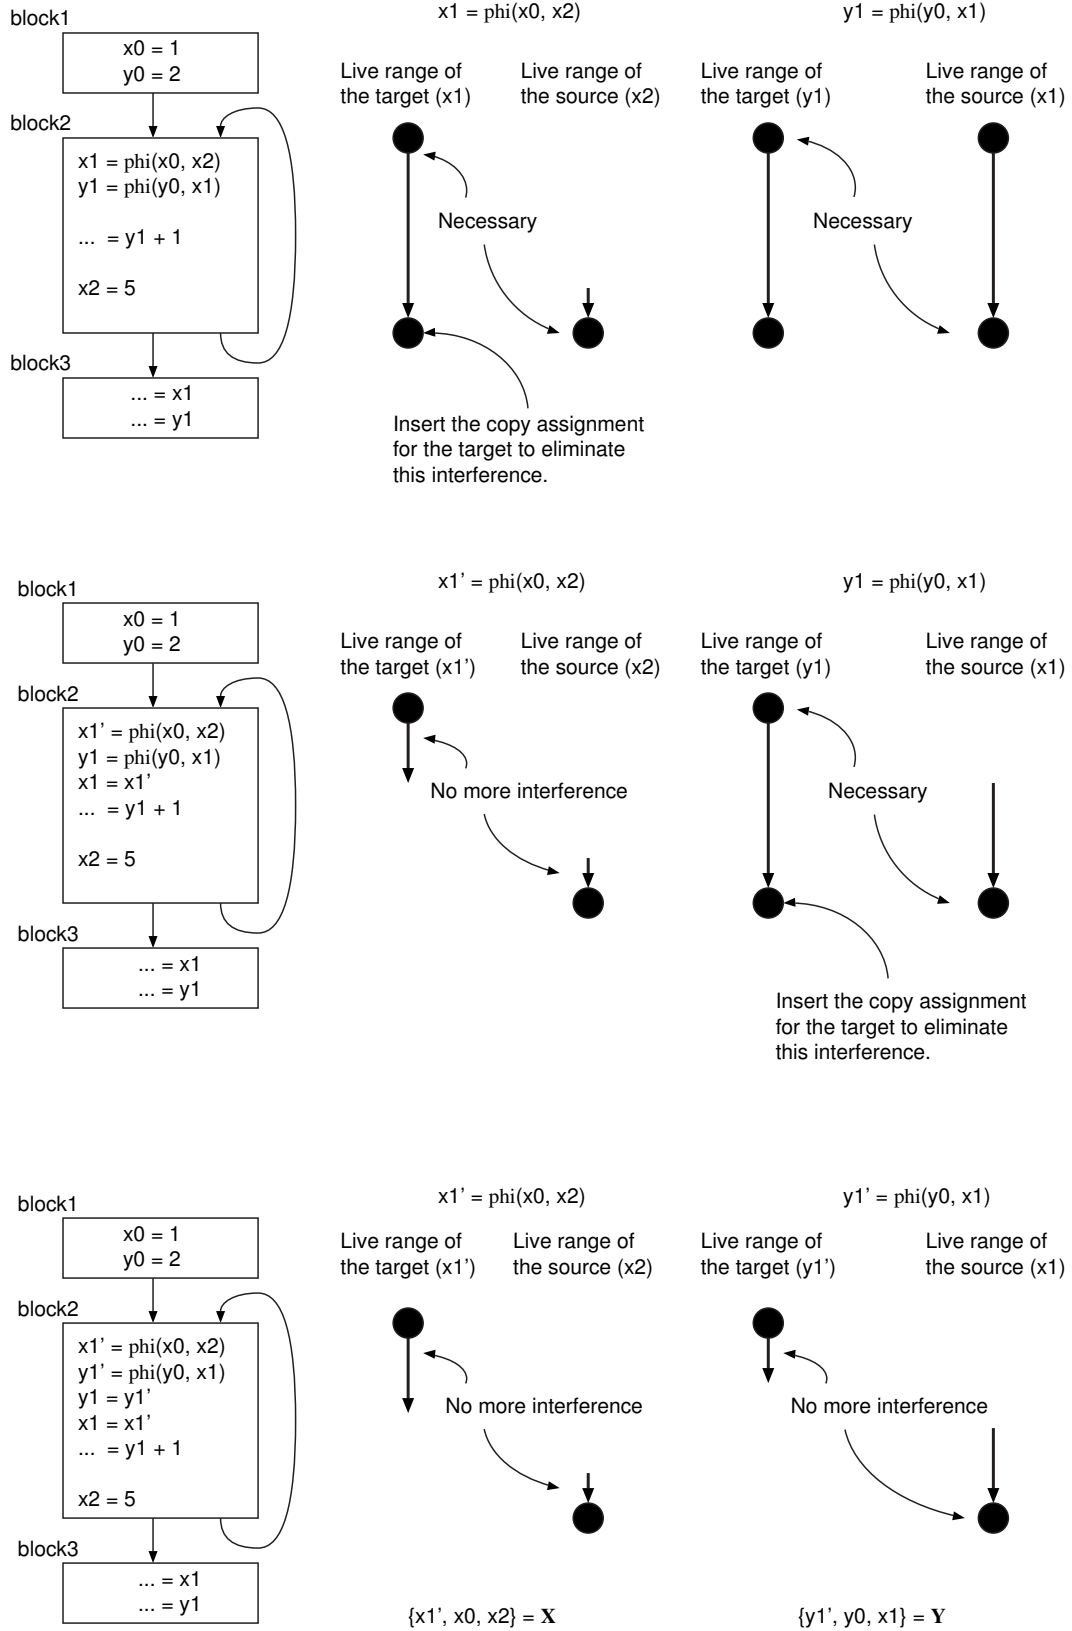 block1
x0 = 1
y0 = 2
block2
x1 = phi(x0, x2)
y1 = phi(y0, x1)
... = y1 + 1
x2 = 5
block3
... = x1
... = y1
x1 = phi(x0, x2)
Live range of
the target (x1)
Live range of
the source (x2)
Necessary
Insert the copy assignment
for the target to eliminate
this interference.
y1 = phi(y0, x1)
Live range of
the target (y1)
Live range of
the source (x1)
Necessary
block1
x0 = 1
y0 = 2
block2
x1’ = phi(x0, x2)
y1 = phi(y0, x1)
x1 = x1’
... = y1 + 1
x2 = 5
block3
... = x1
... = y1
x1’ = phi(x0, x2)
Live range of
the target (x1’)
Live range of
the source (x2)
No more interference
y1 = phi(y0, x1)
Live range of
the target (y1)
Live range of
the source (x1)
Necessary
Insert the copy assignment
for the target to eliminate
this interference.
block1
x0 = 1
y0 = 2
block2
x1’ = phi(x0, x2)
y1’ = phi(y0, x1)
y1 = y1’
x1 = x1’
... = y1 + 1
x2 = 5
block3
... = x1
... = y1
x1’ = phi(x0, x2)
Live range of
the target (x1’)
Live range of
the source (x2)
No more interference
{x1', x0, x2} = X
y1’ = phi(y0, x1)
Live range of
the target (y1’)
Live range of
the source (x1)
No more interference
{y1', y0, x1} = Y